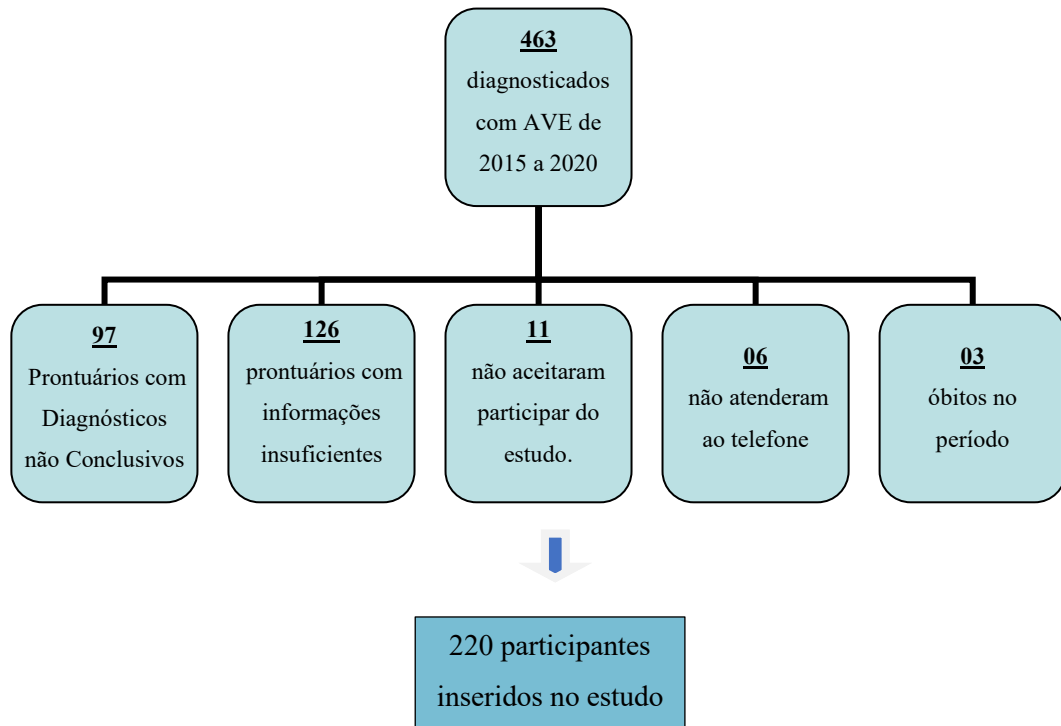 463
diagnosticados
com AVE de
2015 a 2020
97
Prontuários com
Diagnósticos
não Conclusivos
126
prontuários com
informações
insuficientes
11
não aceitaram
participar do
estudo.
06
não atenderam
ao telefone
03
óbitos no
período
220 participantes
inseridos no estudo